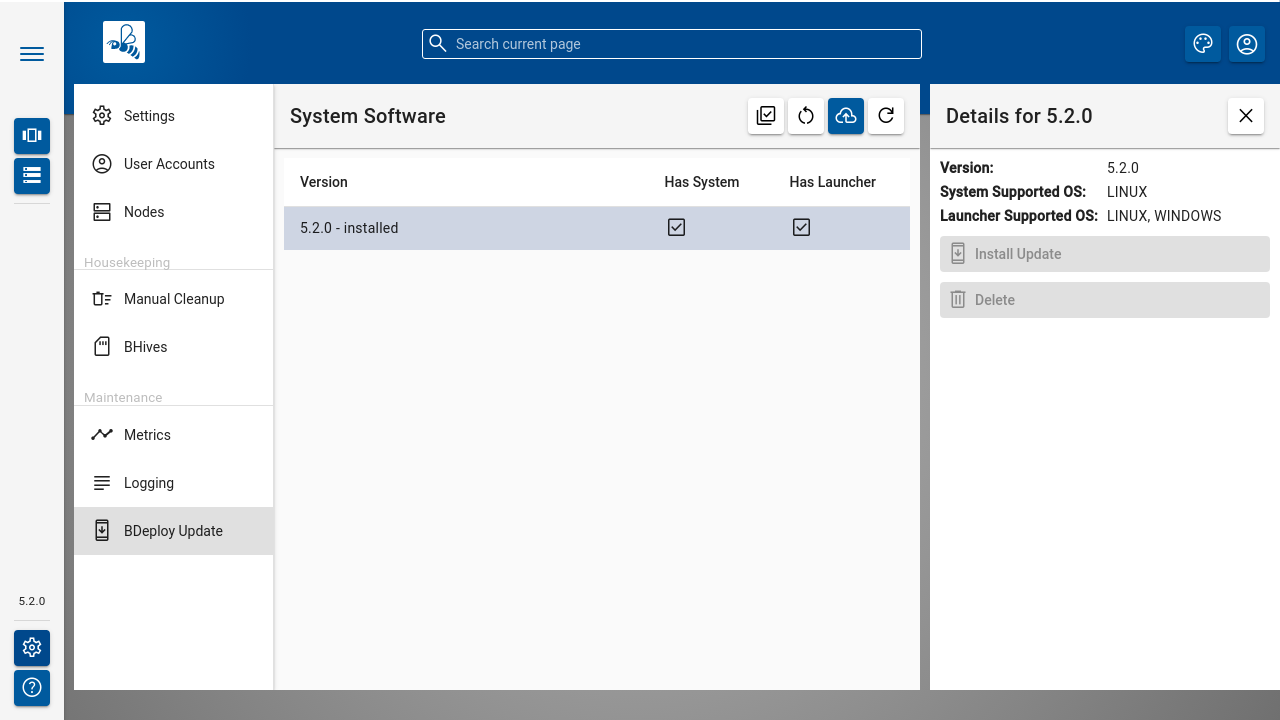 Search current page
Settings
User Accounts
Nodes
Housekeeping
Manual Cleanup
BHives
Maintenance
Metrics
Logging
BDeploy Update
5.2.0
System Software
Version Has System Has Launcher
5.2.0 - installed
Details for 5.2.0
Version: 5.2.0
System Supported OS: LINUX
Launcher Supported OS: LINUX, WINDOWS
Install Update
Delete